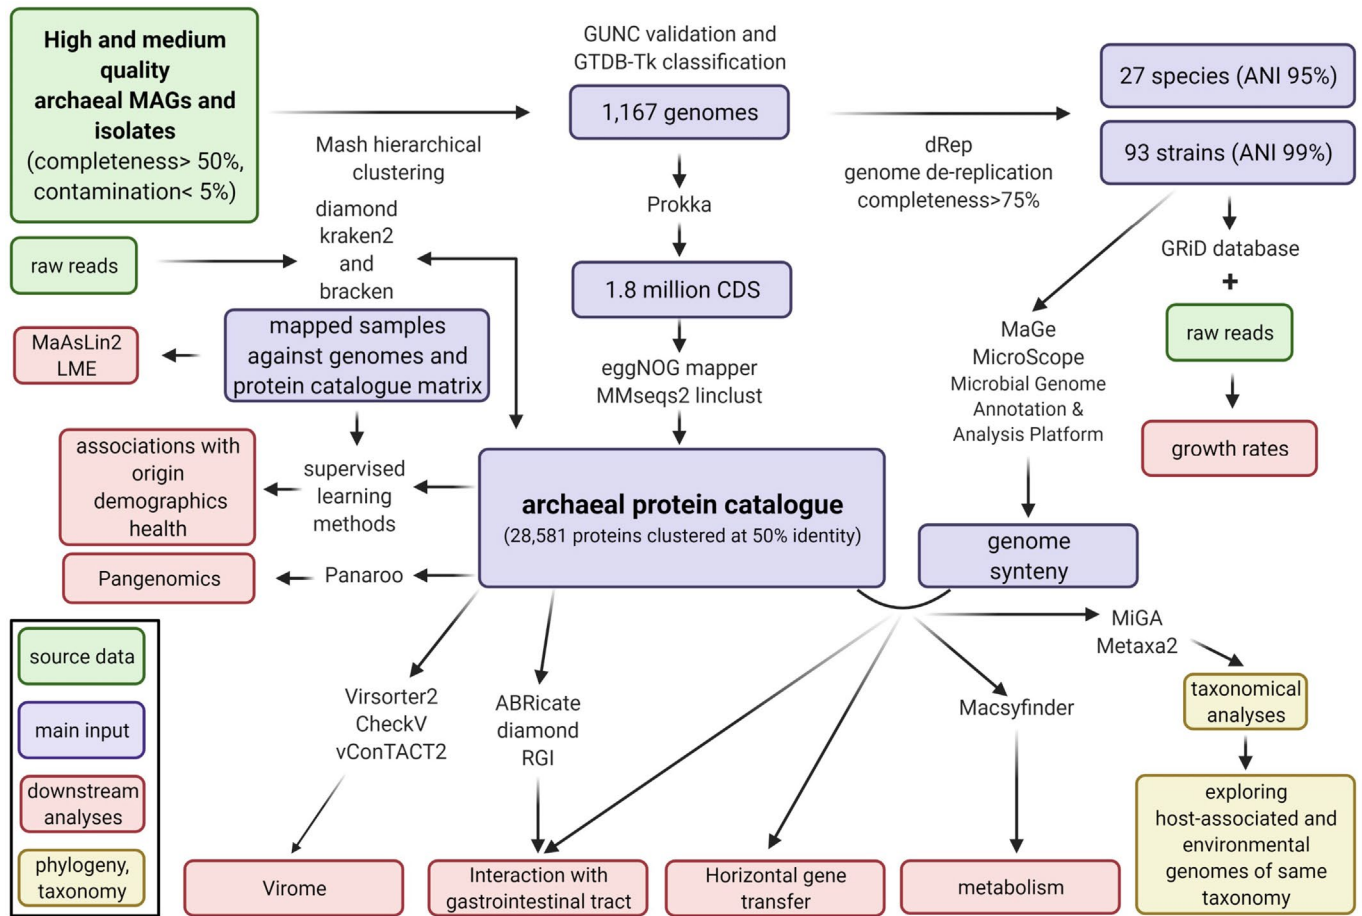 High and medium
quality
archaeal MAGs and
isolates
(completeness> 50%,
contamination< 5%)
GUNC validation and
GTDB-Tk classification
1,167 genomes
27 species (ANI 95%)
93 strains (ANI 99%)
Mash hierarchical
clustering
dRep
genome de-replication
completeness>75%
Prokka
diamond
kraken2
and
bracken
raw reads
1.8 million CDS
GRiD database
+
raw reads
growth rates
MaAsLin2
LME
mapped samples
against genomes and
protein catalogue matrix
eggNOG mapper
MMseqs2 linclust
MaGe
MicroScope
Microbial Genome
Annotation &
Analysis Platform
associations with
origin
demographics
health
supervised
learning
methods
archaeal protein catalogue
(28,581 proteins clustered at 50% identity)
genome
synteny
Pangenomics
Panaroo
MiGA
Metaxa2
source data
main input
downstream
analyses
phylogeny,
taxonomy
Virsorter2
CheckV
vConTACT2
ABRicate
diamond
RGI
Macsyfinder
taxonomical
analyses
exploring
host-associated and
environmental
genomes of same
taxonomy
Virome
Interaction with
gastrointestinal tract
Horizontal gene
transfer
metabolism